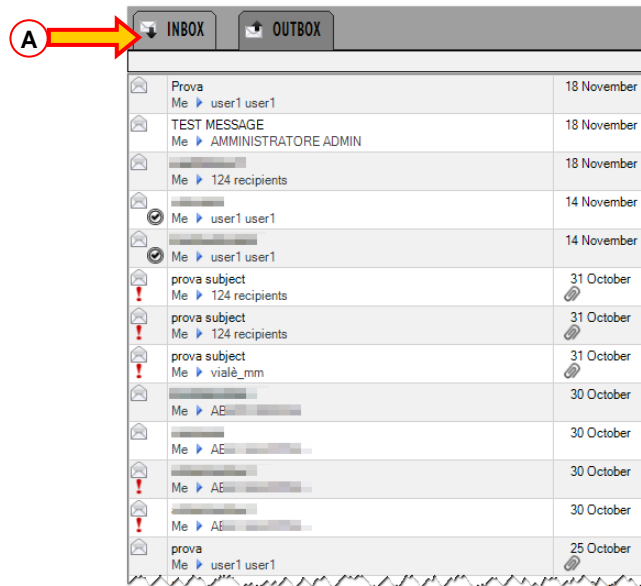 A
INBOX OUTBOX
Prova 18 November
Me user1 user1
TEST MESSAGE 18 November
Me AMMINISTRATORE ADMIN
18 November
Me 124 recipients
14 November
Me user1 user1
14 November
Me user1 user1
prova subject 31 October
Me 124 recipients
prova subject 31 October
Me 124 recipients
prova subject 31 October
Me vialè_mm
30 October
Me
30 October
Me
30 October
Me
30 October
Me
prova 25 October
Me user1 user1